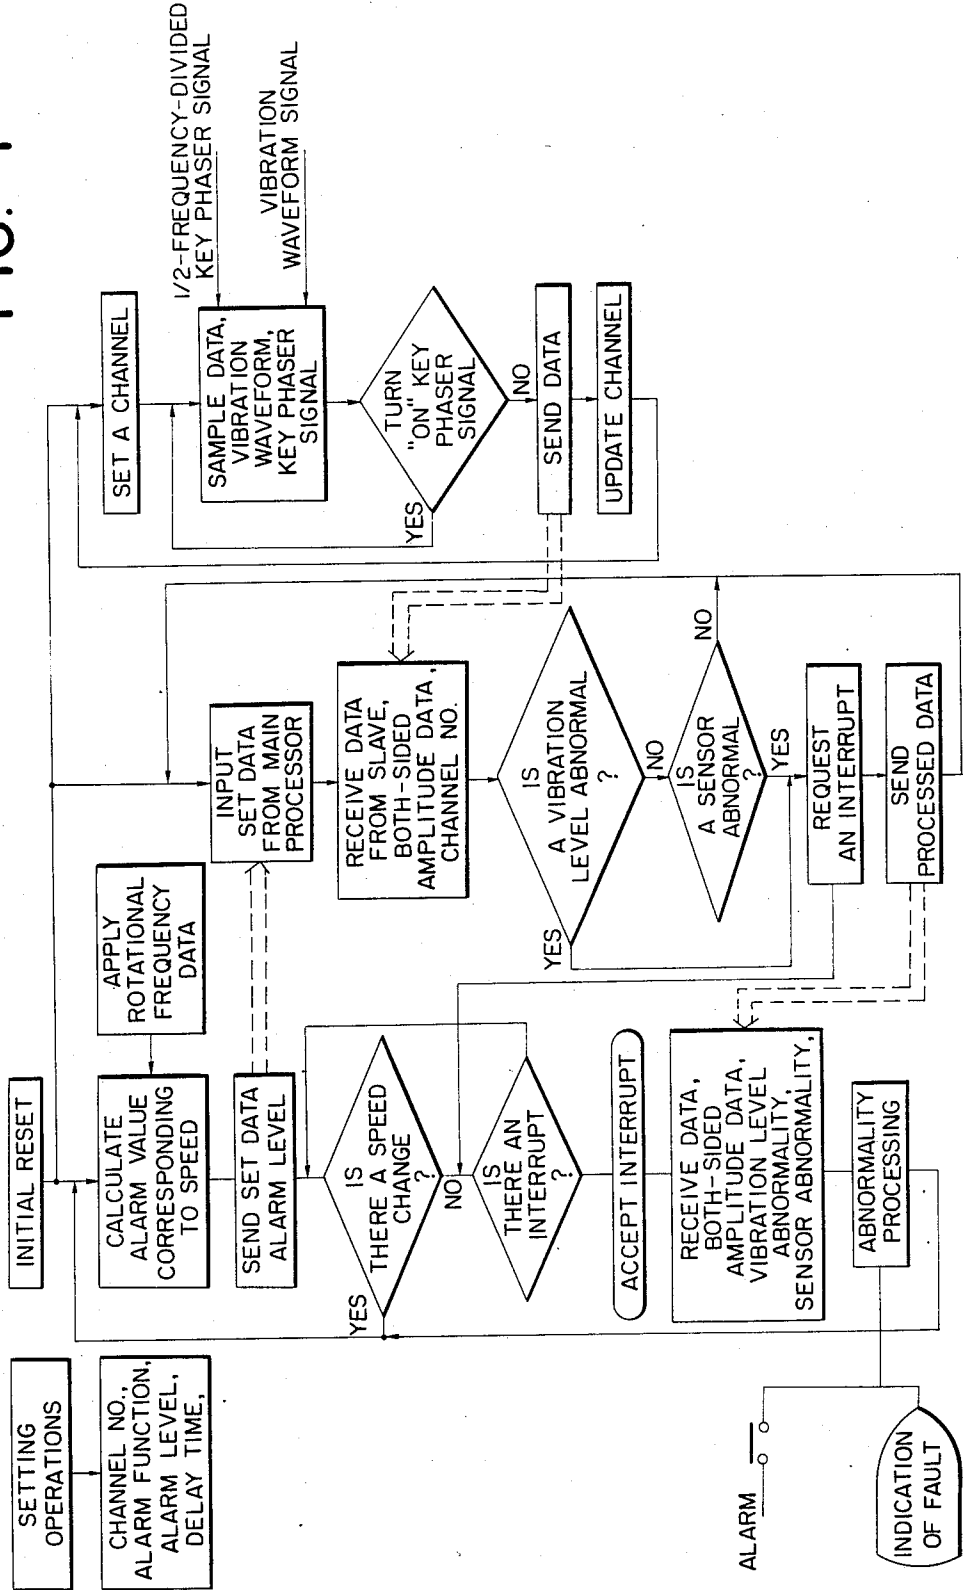 SETTING
OPERATIONS
CHANNEL NO.,
ALARM FUNCTION,
ALARM LEVEL,
DELAY TIME,
INITIAL RESET
CALCULATE
ALARM VALUE
CORRESPONDING
TO SPEED
APPLY
ROTATIONAL
FREQUENCY
DATA
SEND SET DATA
ALARM LEVEL
IS
THERE A SPEED
CHANGE
?
YES
NO
IS
THERE AN
INTERRUPT
?
ACCEPT INTERRUPT
RECEIVE DATA,
BOTH-SIDED
AMPLITUDE DATA,
VIBRATION LEVEL
ABNORMALITY,
SENSOR ABNORMALITY,
ABNORMALITY
PROCESSING
ALARM
INDICATION
OF FAULT
INPUT
SET DATA
FROM MAIN
PROCESSOR
RECEIVE DATA
FROM SLAVE,
BOTH-SIDED
AMPLITUDE DATA,
CHANNEL NO.
IS
A VIBRATION
LEVEL ABNORMAL
?
YES
NO
IS
A SENSOR
ABNORMAL
?
NO
YES
REQUEST
AN INTERRUPT
SEND
PROCESSED DATA
SET A CHANNEL
1/2-FREQUENCY-DIVIDED
KEY PHASER SIGNAL
VIBRATION
WAVEFORM SIGNAL
SAMPLE DATA,
VIBRATION
WAVEFORM,
KEY PHASER
SIGNAL
TURN
"ON" KEY
PHASER
SIGNAL
YES
NO
SEND DATA
UPDATE CHANNEL